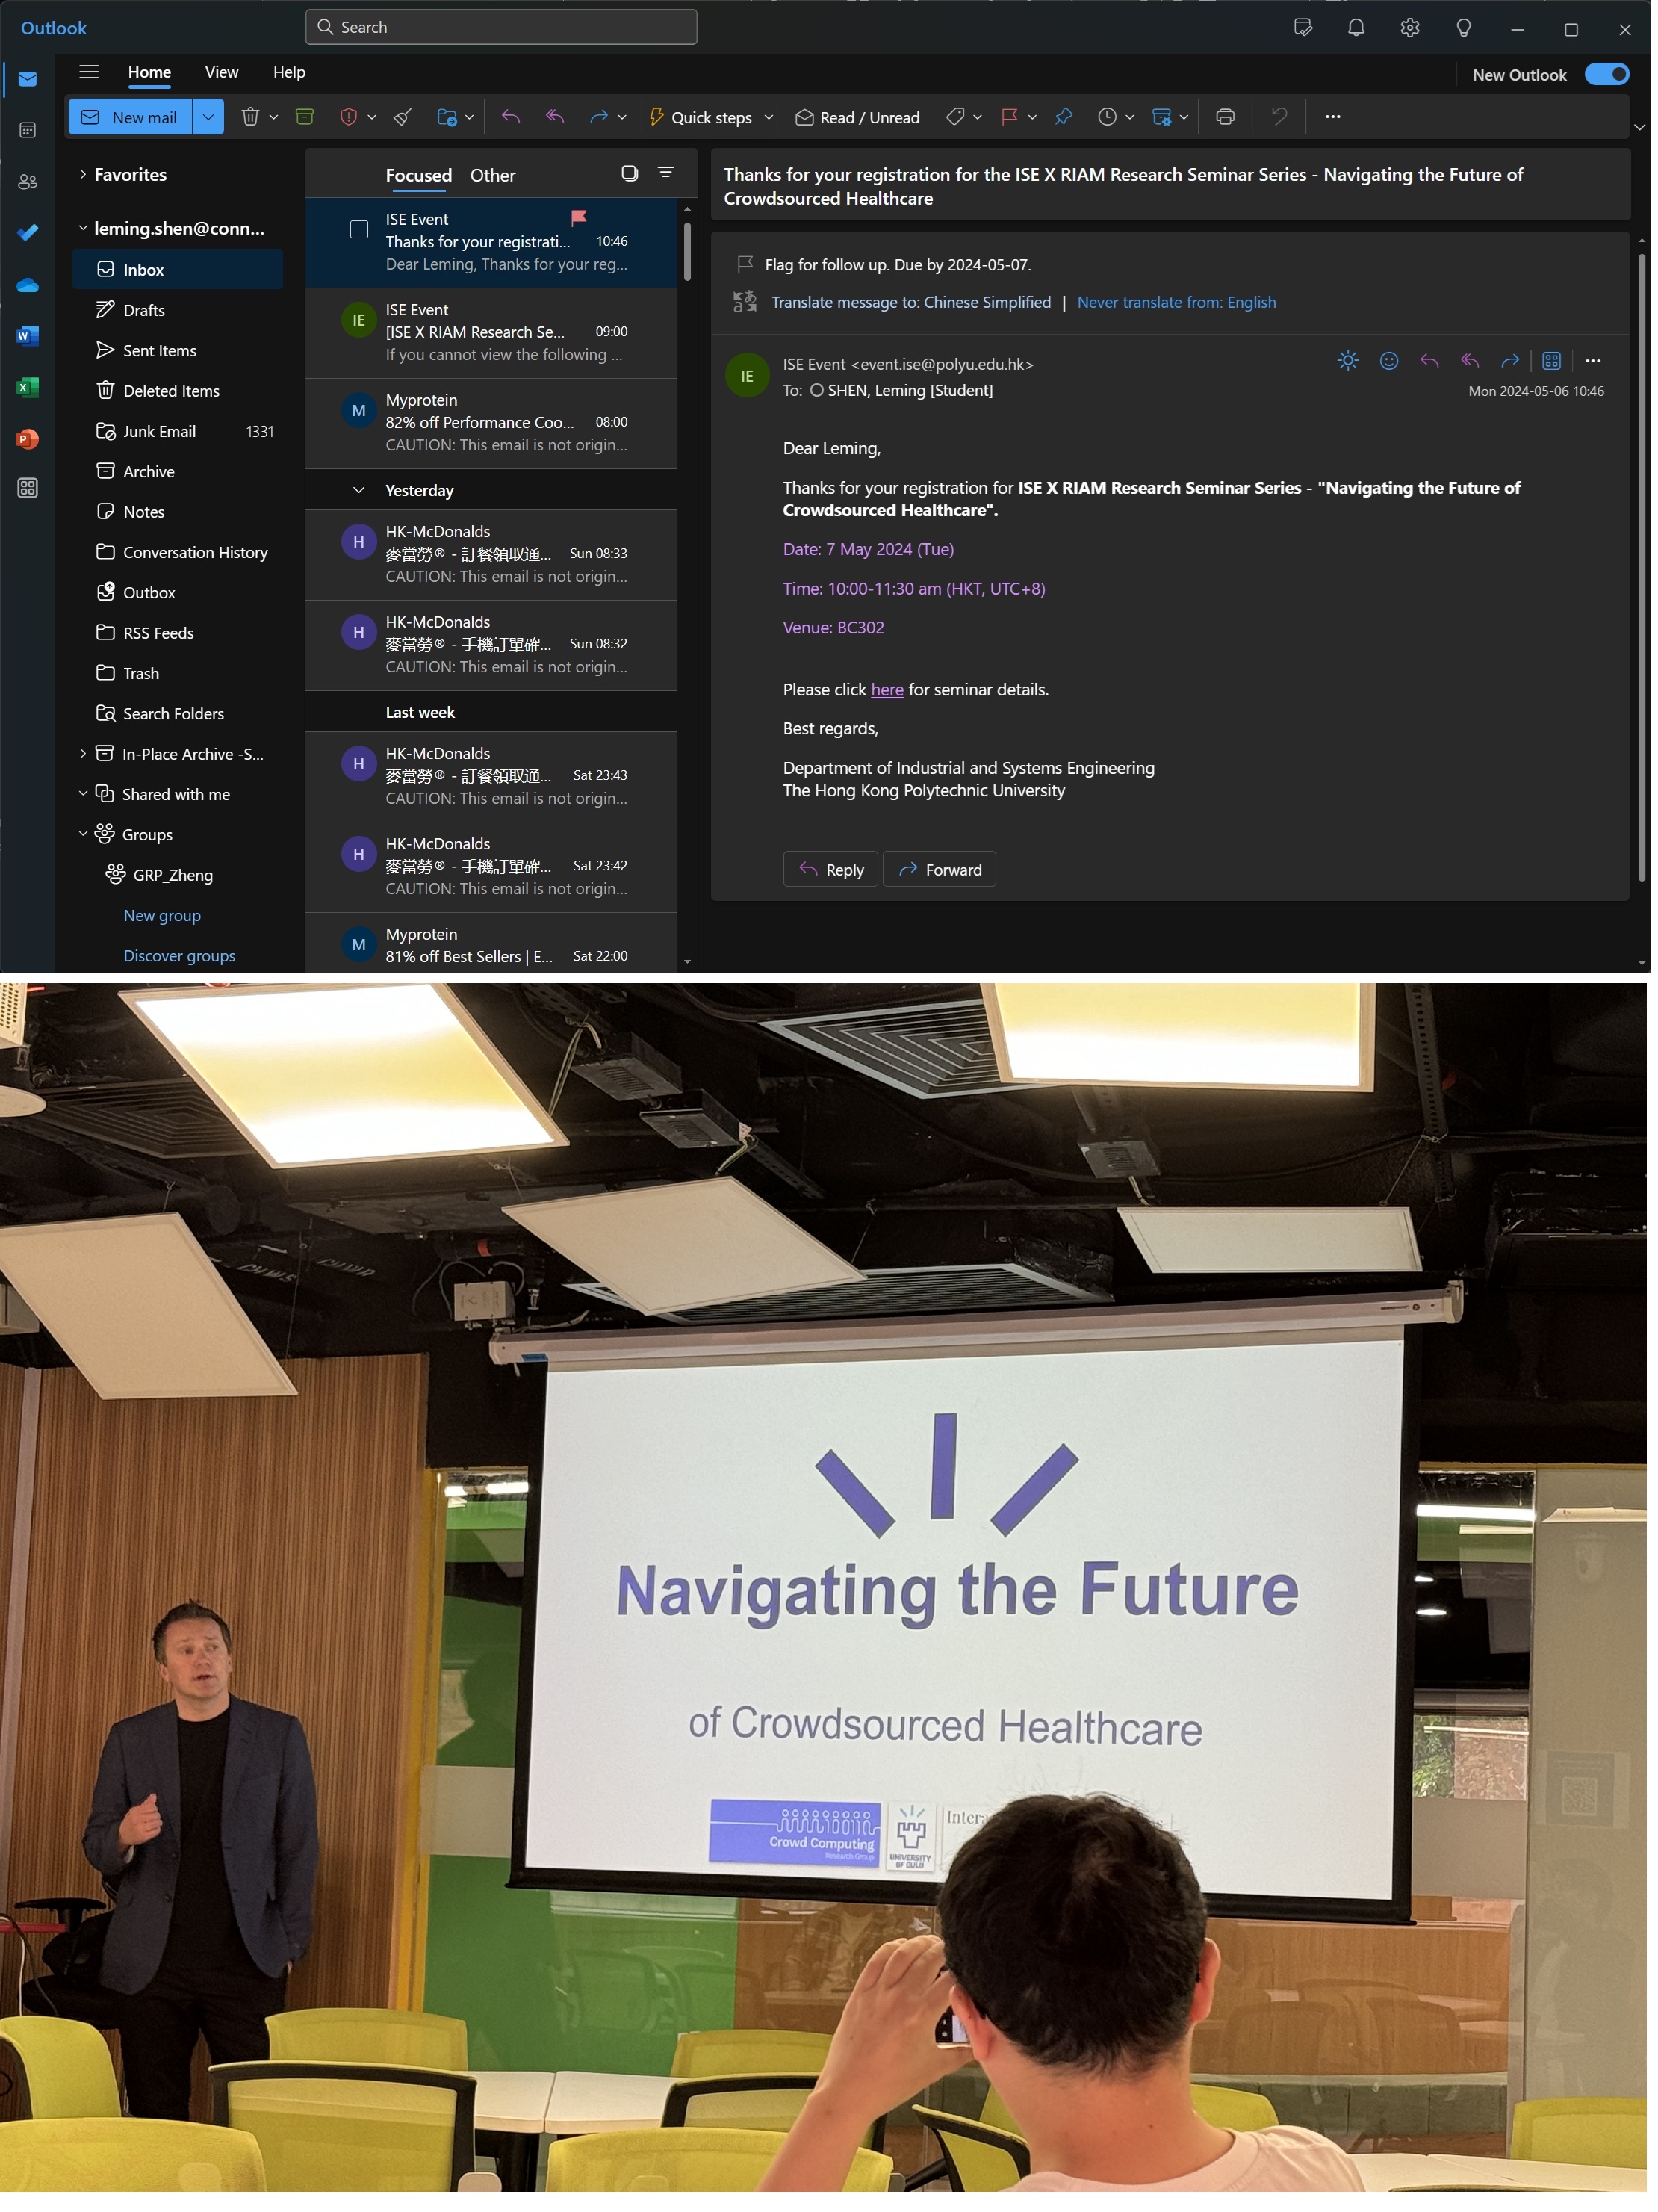 Outlook
Search
Home View Help
New Outlook
New mail
Quick steps
Read / Unread
Favorites
leming.shen@conn...
Inbox
Drafts
Sent Items
Deleted Items
Junk Email 1331
Archive
Notes
Conversation History
Outbox
RSS Feeds
Trash
Search Folders
In-Place Archive -S...
Shared with me
Groups
GRP_Zheng
New group
Discover groups
Focused Other
ISE Event
Thanks for your registrati... 10:46
Dear Leming, Thanks for your reg...
IE
ISE Event
[ISE X RIAM Research Se... 09:00
If you cannot view the following ...
M
Myprotein
82% off Performance Coo... 08:00
CAUTION: This email is not origin...
Yesterday
H
HK-McDonalds
麥當勞® - 訂餐領取通... Sun 08:33
CAUTION: This email is not origin...
H
HK-McDonalds
麥當勞® - 手機訂單確... Sun 08:32
CAUTION: This email is not origin...
Last week
H
HK-McDonalds
麥當勞® - 訂餐領取通... Sat 23:43
CAUTION: This email is not origin...
H
HK-McDonalds
麥當勞® - 手機訂單確... Sat 23:42
CAUTION: This email is not origin...
M
Myprotein
81% off Best Sellers | E... Sat 22:00
Thanks for your registration for the ISE X RIAM Research Seminar Series - Navigating the Future of
Crowdsourced Healthcare
Flag for follow up. Due by 2024-05-07.
Translate message to: Chinese Simplified | Never translate from: English
IE
ISE Event <event.ise@polyu.edu.hk>
To: SHEN, Leming [Student]
Mon 2024-05-06 10:46
Dear Leming,
Thanks for your registration for ISE X RIAM Research Seminar Series - "Navigating the Future of
Crowdsourced Healthcare".
Date: 7 May 2024 (Tue)
Time: 10:00-11:30 am (HKT, UTC+8)
Venue: BC302
Please click here for seminar details.
Best regards,
Department of Industrial and Systems Engineering
The Hong Kong Polytechnic University
Reply
Forward
Navigating the Future
of Crowdsourced Healthcare
Crowd Computing
Research Group
UNIVERSITY
OF OULU